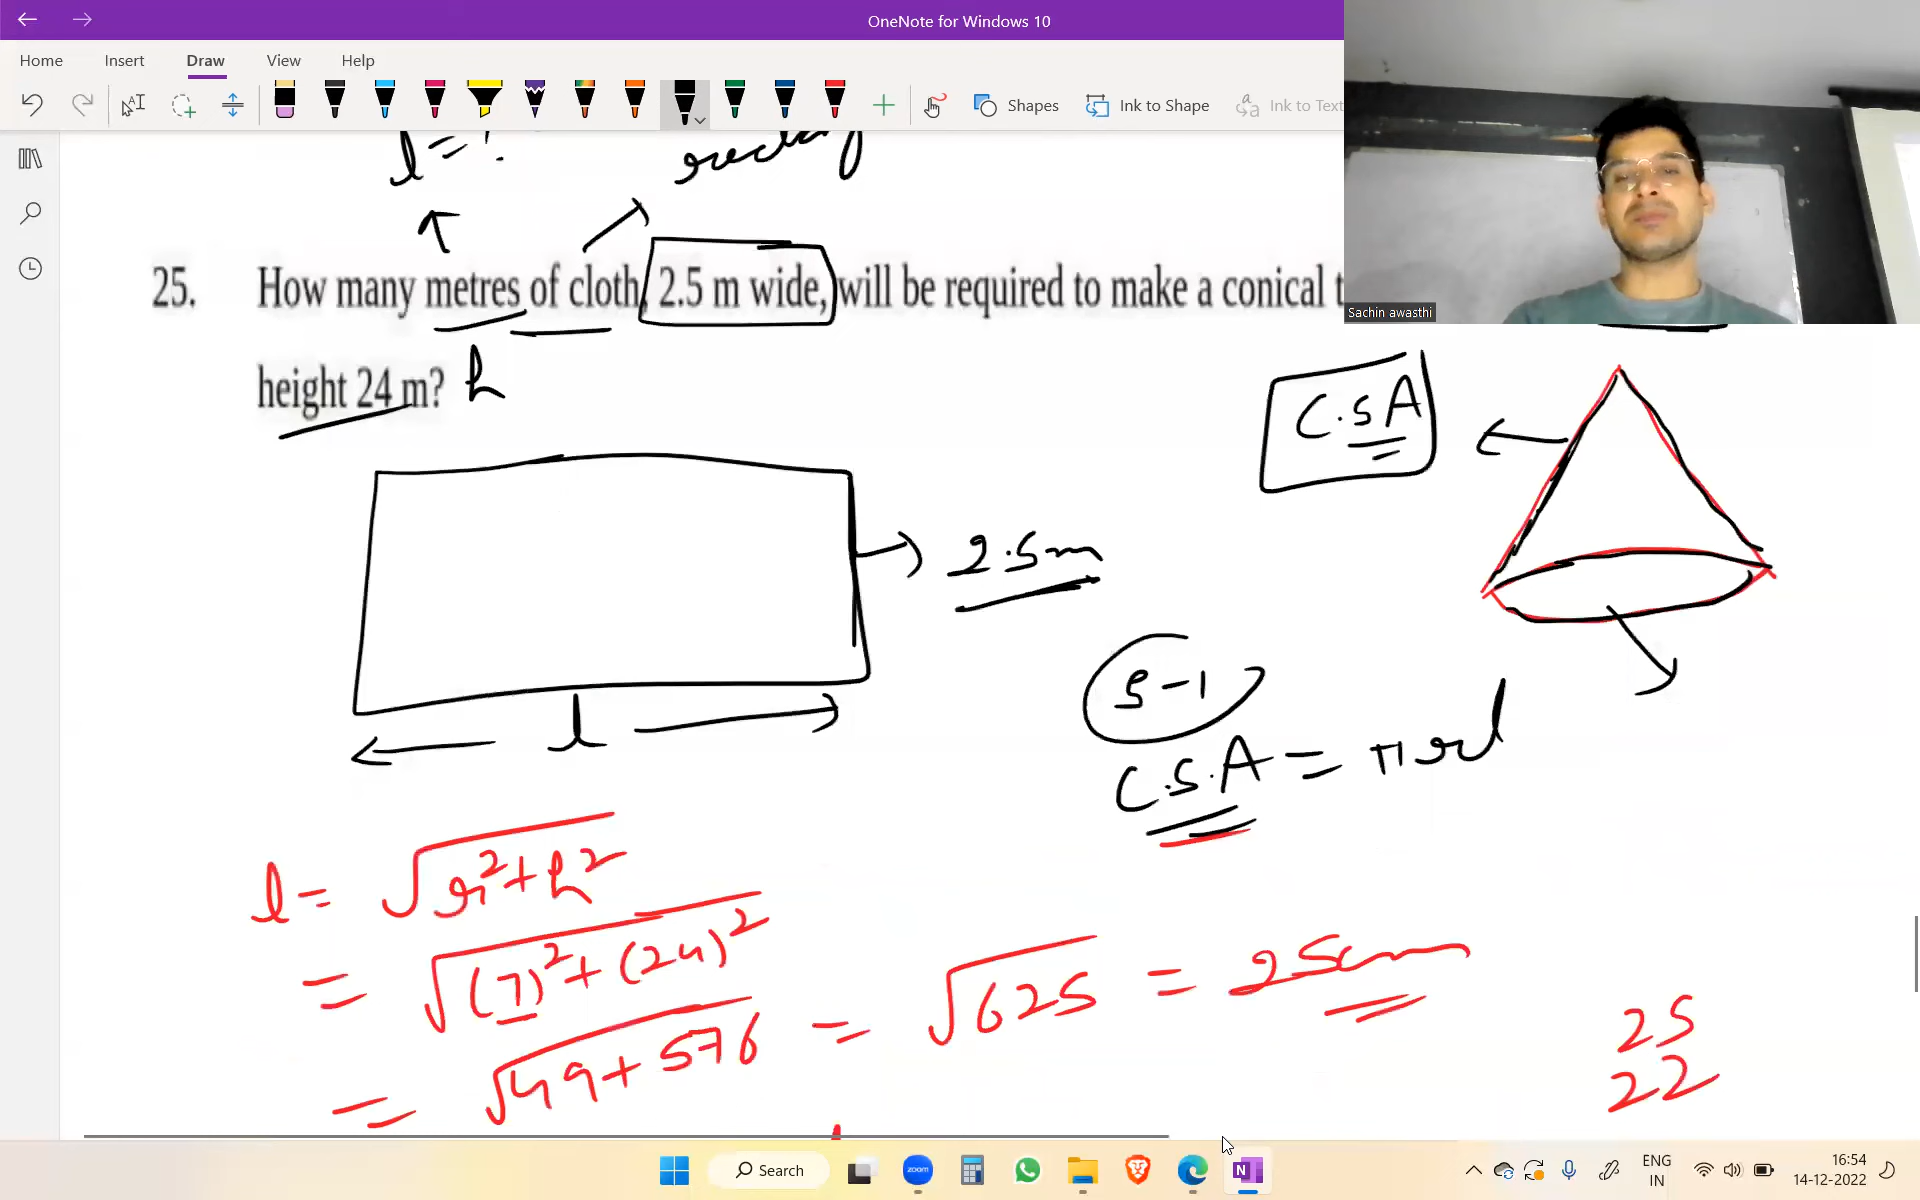 OneNote for Windows 10
Home Insert Draw View Help
Shapes Ink to Shape Ink to Text
l = ?
25. How many metres of cloth, 2.5 m wide, will be required to make a conical t
Sachin awasthi
height 24 m? h
C.S.A
2.5m
l
S-1
C.S.A = πrl
l = √r²+h²
= √(7)²+(24)²
= √49+576 = √625 = 25cm
25
22
Search
zoom
N
ENG
IN
16:54
14-12-2022